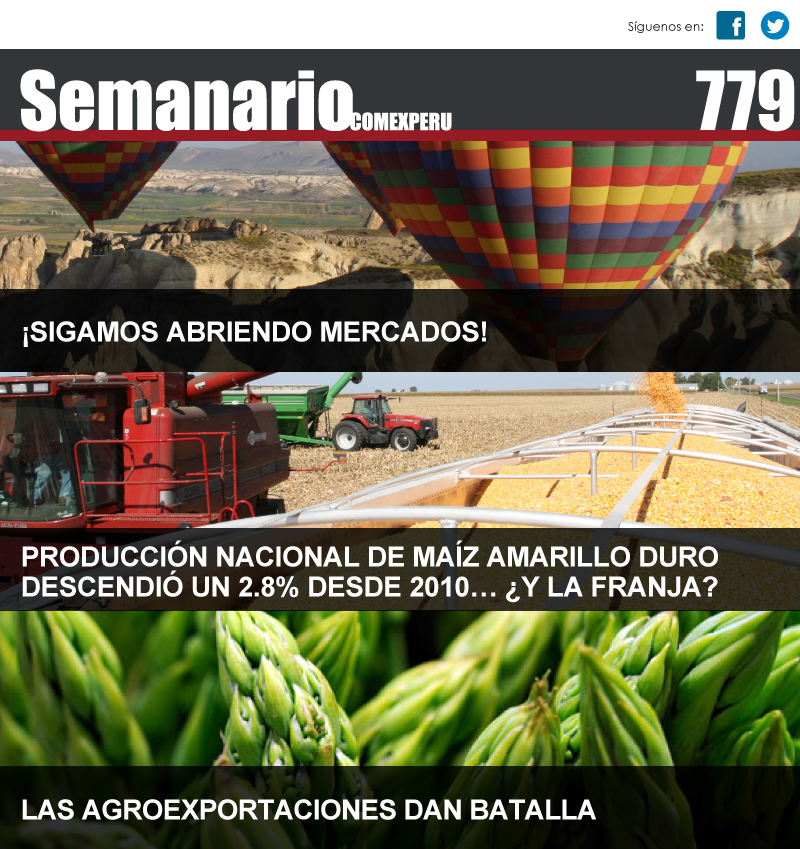 Síguenos en:
Semanario COMEXPERU
779
¡SIGAMOS ABRIENDO MERCADOS!
PRODUCCIÓN NACIONAL DE MAÍZ AMARILLO DURO
DESCENDIÓ UN 2.8% DESDE 2010... ¿Y LA FRANJA?
LAS AGROEXPORTACIONES DAN BATALLA